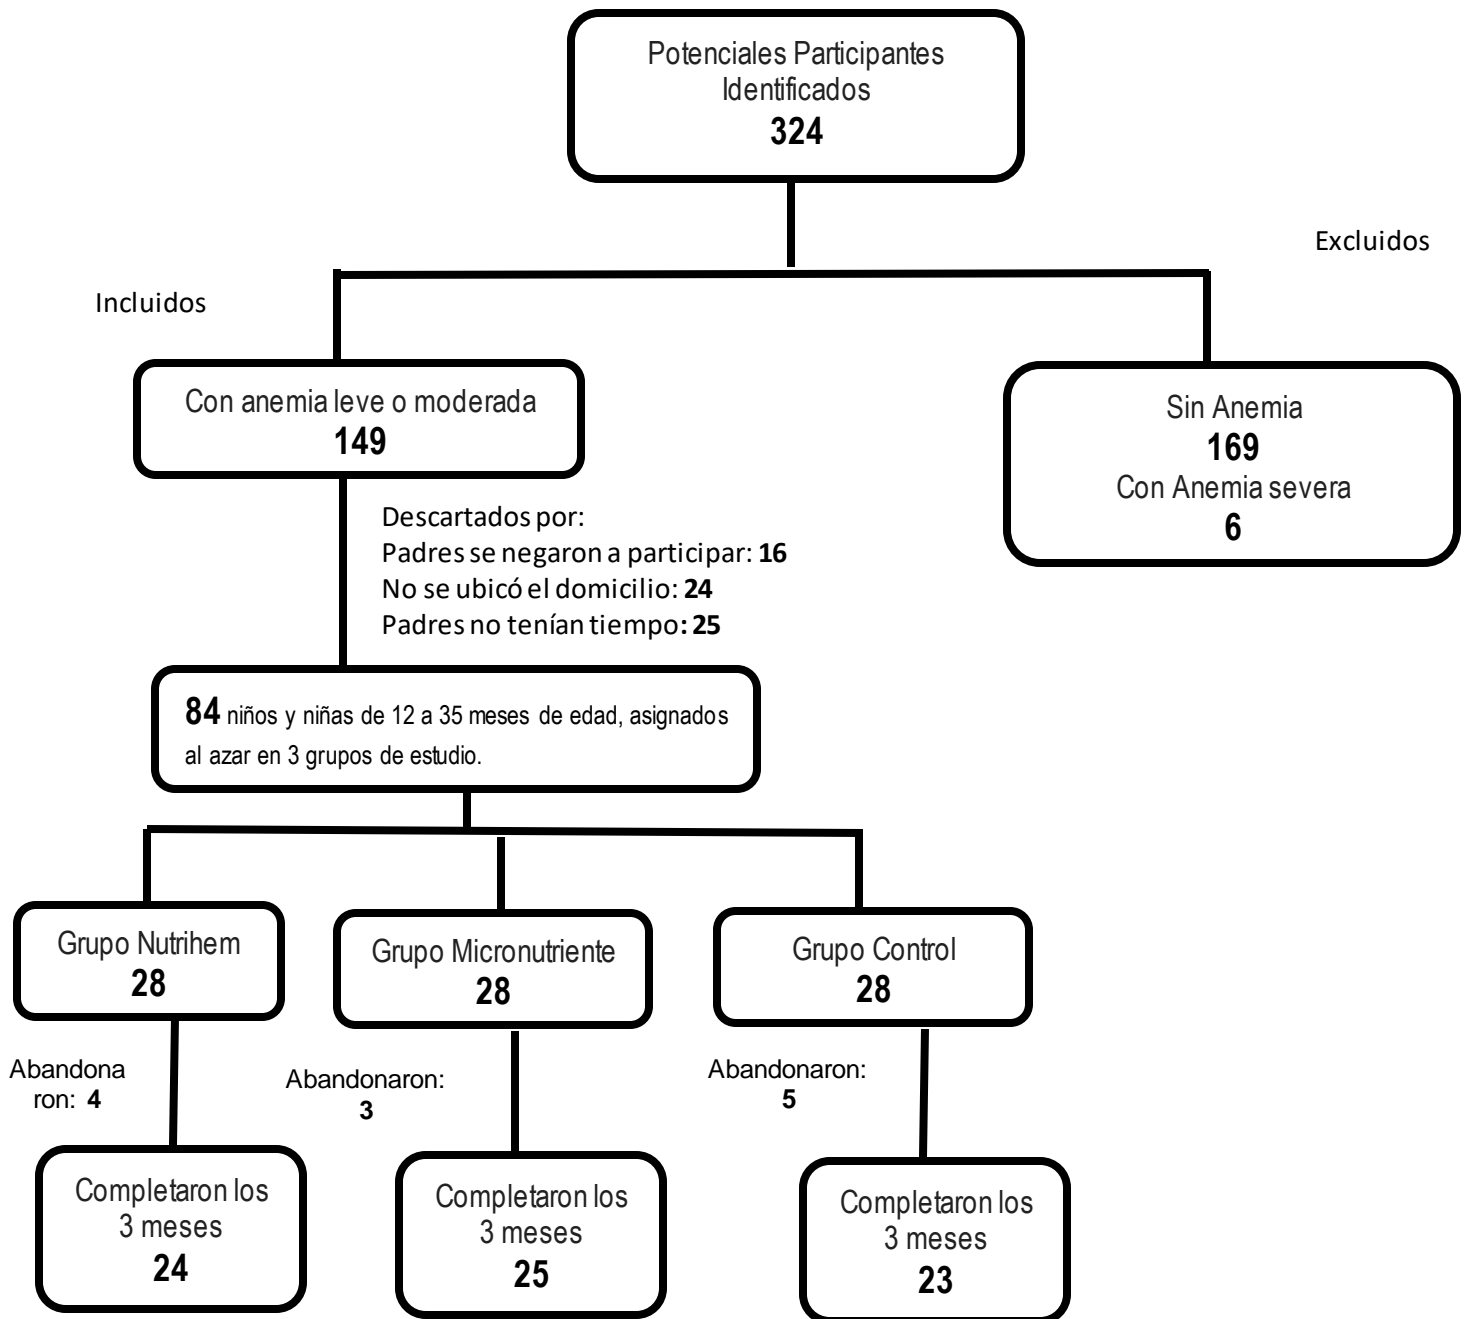 Potenciales Participantes
Identificados
324
Excluidos
Incluidos
Con anemia leve o moderada
149
Sin Anemia
169
Con Anemia severa
6
Descartados por:
Padres se negaron a participar: 16
No se ubicó el domicilio: 24
Padres no tenían tiempo: 25
84 niños y niñas de 12 a 35 meses de edad, asignados
al azar en 3 grupos de estudio.
Grupo Nutrihem
28
Grupo Micronutriente
28
Grupo Control
28
Abandona
ron: 4
Abandonaron:
3
Abandonaron:
5
Completaron los
3 meses
24
Completaron los
3 meses
25
Completaron los
3 meses
23